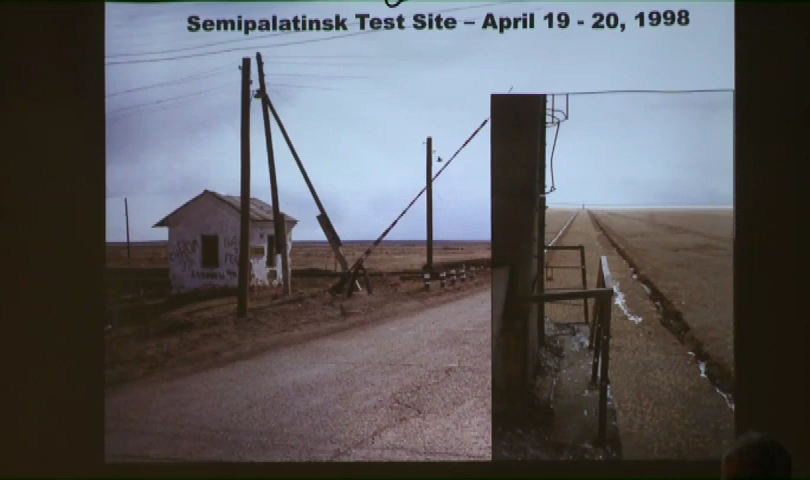 Semipalatinsk Test Site – April 19 - 20, 1998